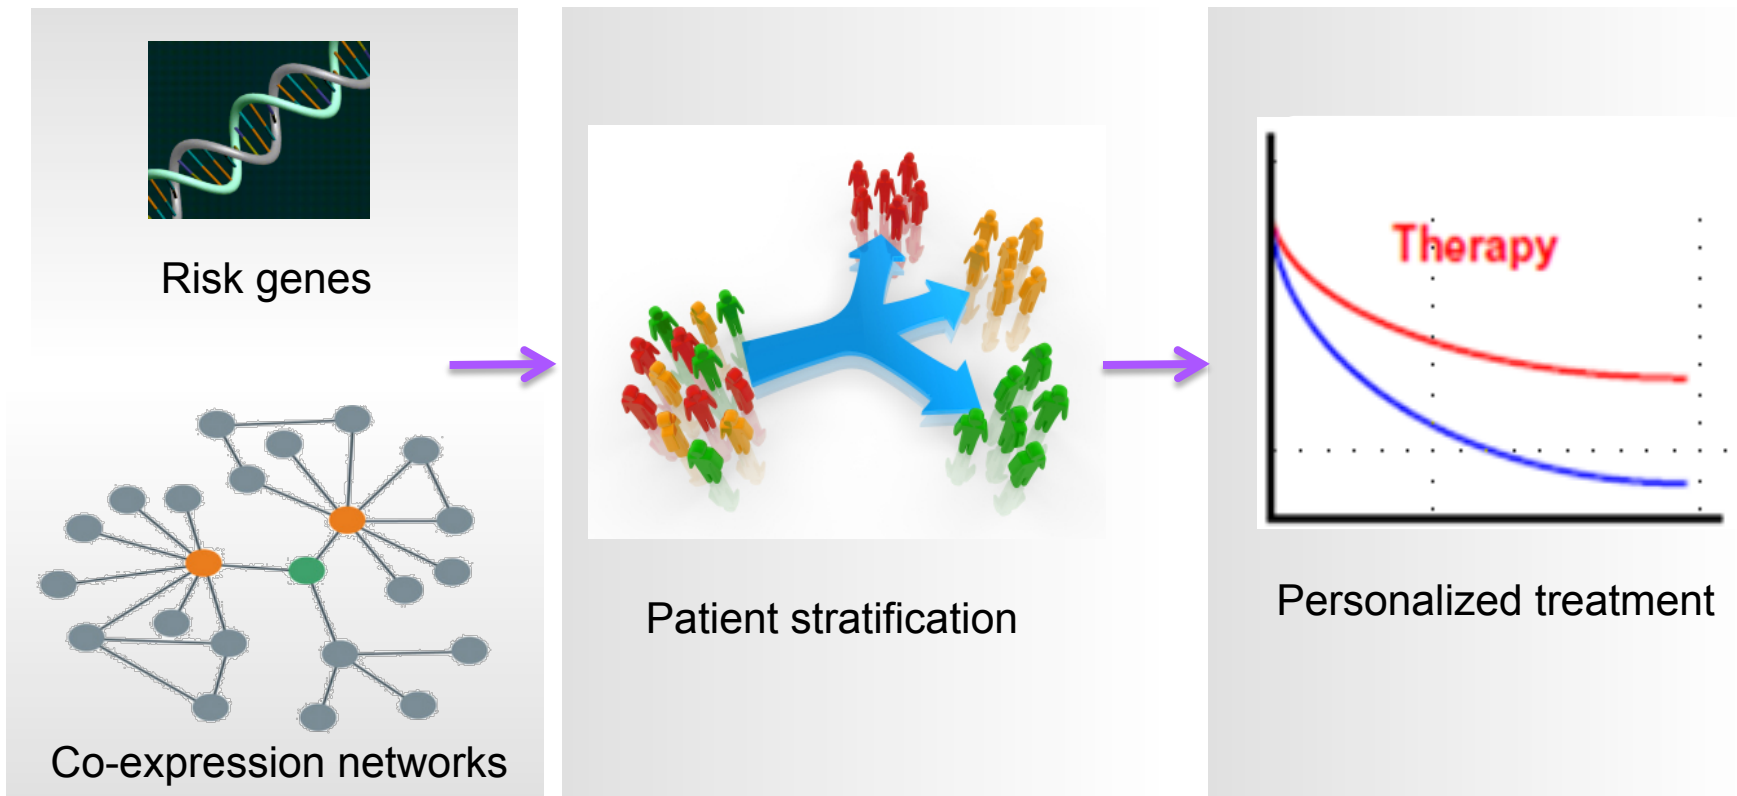 Risk genes
Co-expression networks
Patient stratification
Therapy
Personalized treatment